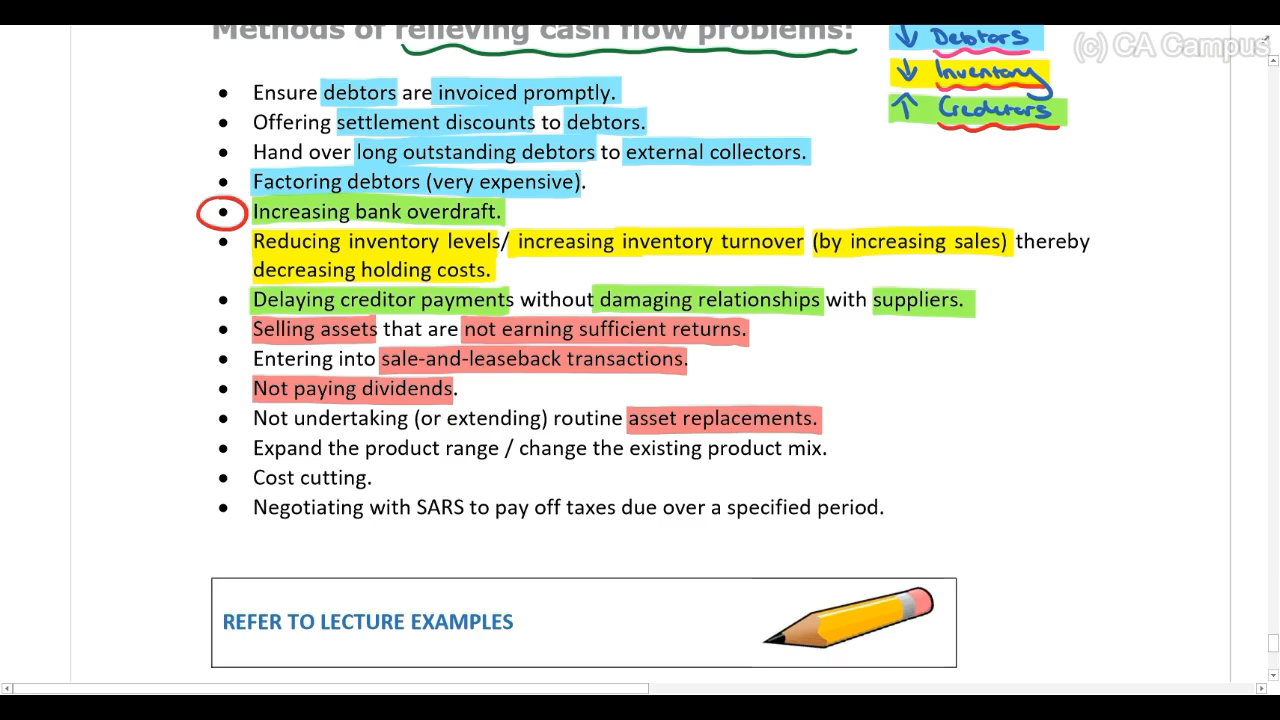 Methods of relieving cash flow problems:
↓ Debtors
(c) CA Campus
↓ Inventory
↑ Creditors
• Ensure debtors are invoiced promptly.
• Offering settlement discounts to debtors.
• Hand over long outstanding debtors to external collectors.
• Factoring debtors (very expensive).
• Increasing bank overdraft.
• Reducing inventory levels/ increasing inventory turnover (by increasing sales) thereby
decreasing holding costs.
• Delaying creditor payments without damaging relationships with suppliers.
• Selling assets that are not earning sufficient returns.
• Entering into sale-and-leaseback transactions.
• Not paying dividends.
• Not undertaking (or extending) routine asset replacements.
• Expand the product range / change the existing product mix.
• Cost cutting.
• Negotiating with SARS to pay off taxes due over a specified period.
REFER TO LECTURE EXAMPLES